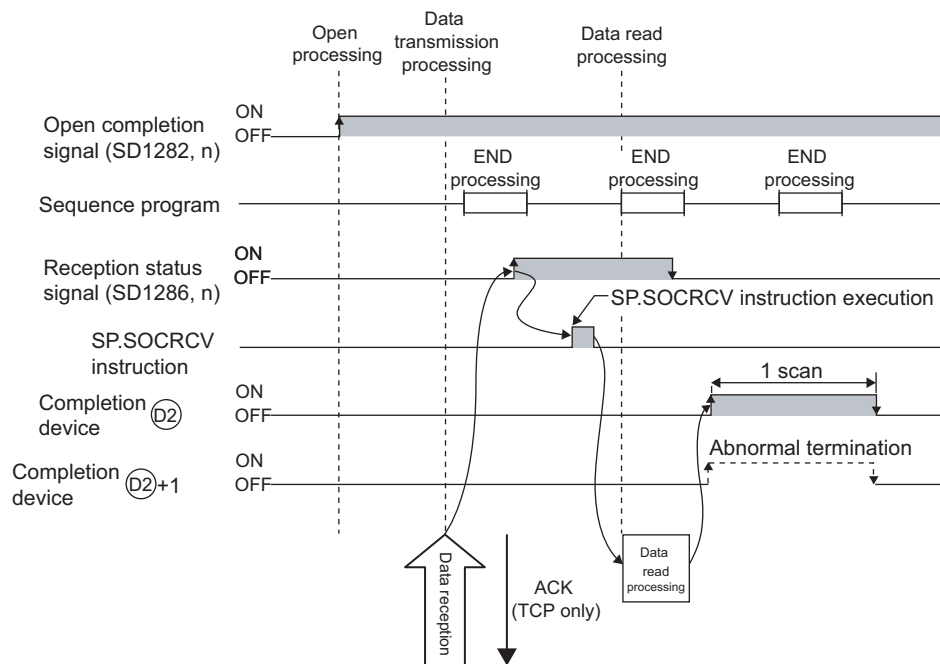 Open
processing
Data
transmission
processing
Data read
processing
Open completion
signal (SD1282, n)
ON
OFF
END
processing
END
processing
END
processing
Sequence program
Reception status
signal (SD1286, n)
ON
OFF
SP.SOCRCV instruction execution
SP.SOCRCV
instruction
1 scan
Completion
device D2
ON
OFF
Abnormal termination
Completion
device D2+1
ON
OFF
Data reception
ACK
(TCP only)
Data
read
processing